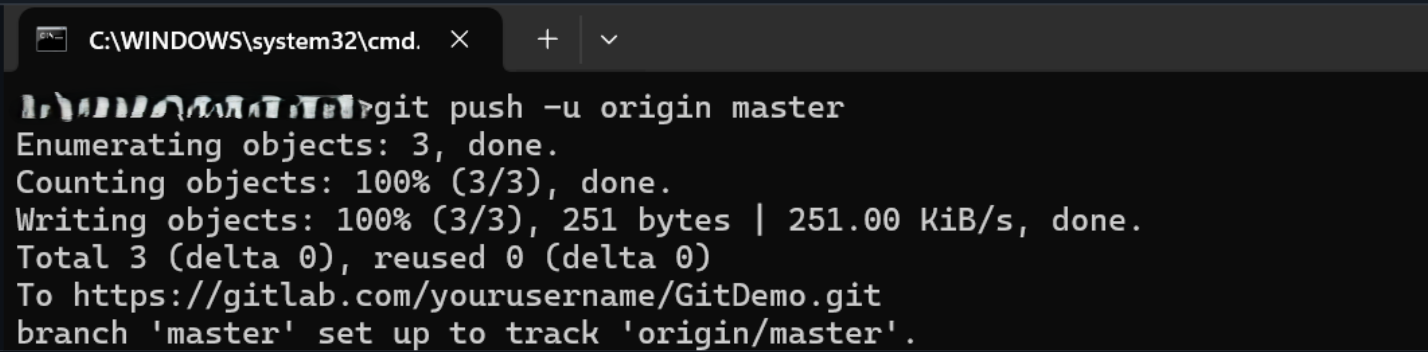 C:\WINDOWS\system32\cmd.
>git push -u origin master
Enumerating objects: 3, done.
Counting objects: 100% (3/3), done.
Writing objects: 100% (3/3), 251 bytes | 251.00 KiB/s, done.
Total 3 (delta 0), reused 0 (delta 0)
To https://gitlab.com/yourusername/GitDemo.git
branch 'master' set up to track 'origin/master'.